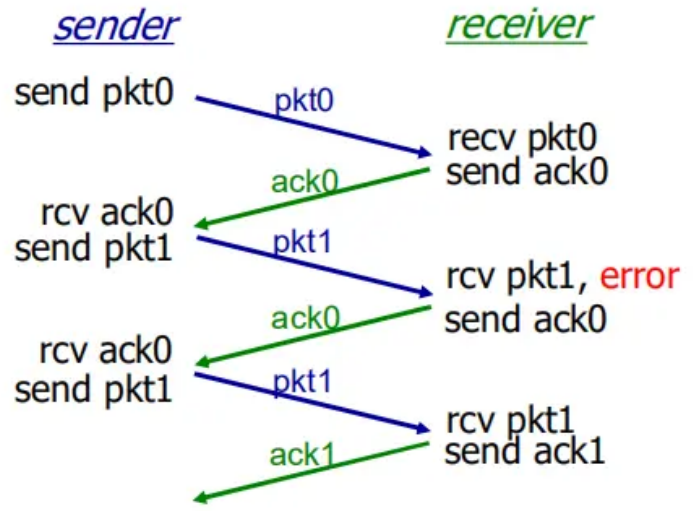 sender
receiver
send pkt0
pkt0
recv pkt0
send ack0
ack0
rcv ack0
send pkt1
pkt1
rcv pkt1, error
send ack0
ack0
rcv ack0
send pkt1
pkt1
rcv pkt1
send ack1
ack1